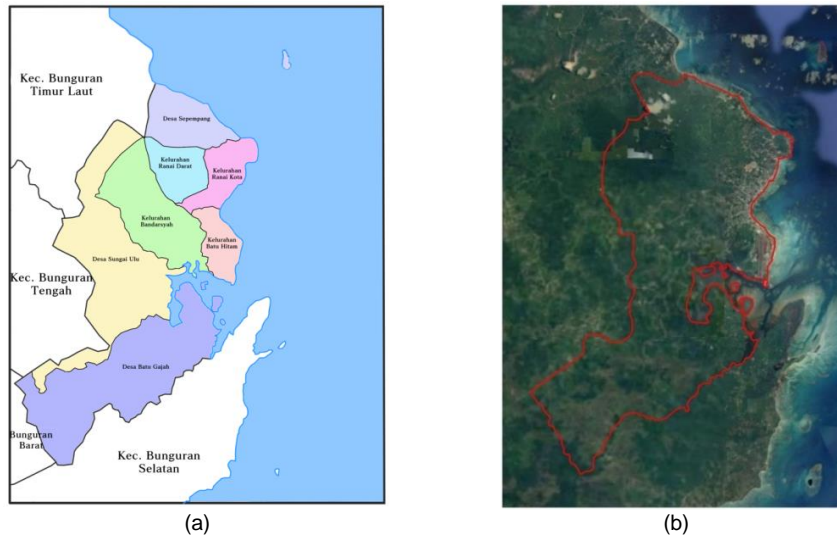 Kec. Bunguran
Timur Laut
Desa Sepempang
Kelurahan
Ranai Darat
Kelurahan
Ranai Kota
Kelurahan
Bandarsyah
Kelurahan
Batu Hitam
Desa Sungai Ulu
Kec. Bunguran
Tengah
Desa Batu Gajah
Bunguran
Barat
Kec. Bunguran
Selatan
(a)
(b)